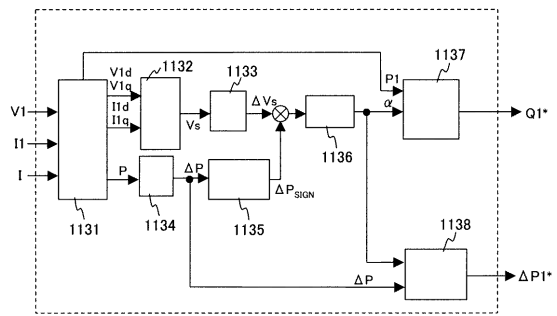 1137
1132
1133
V1d
V1q
I1d
I1q
Vs
ΔVs
P1
α
V1
I1
I
Q1*
1136
P
ΔP
ΔP_SIGN
1131
1134
1135
1138
ΔP
ΔP1*